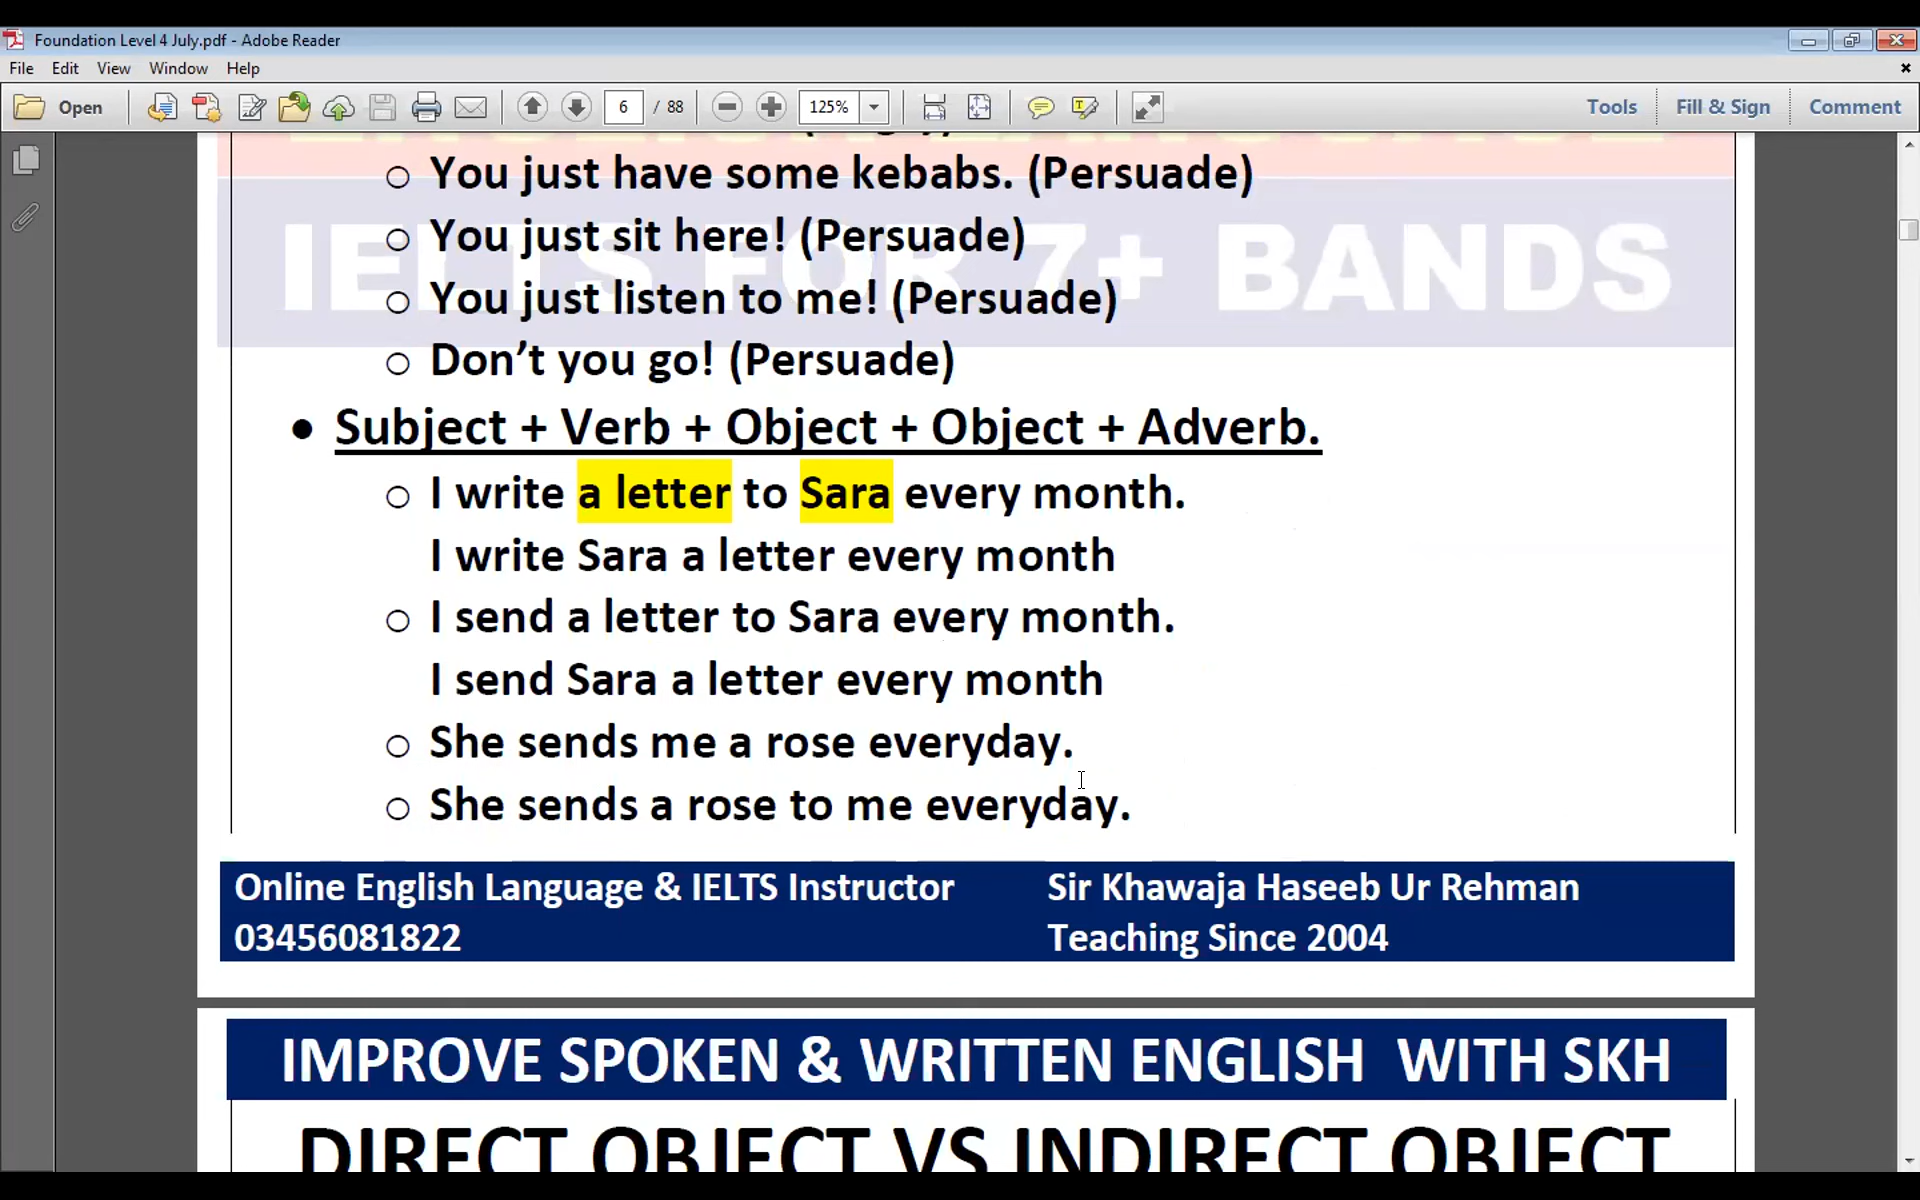 Foundation Level 4 July.pdf - Adobe Reader
File Edit View Window Help
Open 6 / 88 125% Tools Fill & Sign Comment
○ You just have some kebabs. (Persuade)
○ You just sit here! (Persuade)
IELTS FOR 7+ BANDS
○ You just listen to me! (Persuade)
○ Don't you go! (Persuade)
• Subject + Verb + Object + Object + Adverb.
○ I write a letter to Sara every month.
I write Sara a letter every month
○ I send a letter to Sara every month.
I send Sara a letter every month
○ She sends me a rose everyday.
○ She sends a rose to me everyday.
Online English Language & IELTS Instructor Sir Khawaja Haseeb Ur Rehman
03456081822 Teaching Since 2004
IMPROVE SPOKEN & WRITTEN ENGLISH WITH SKH
DIRECT OBJECT VS INDIRECT OBJECT